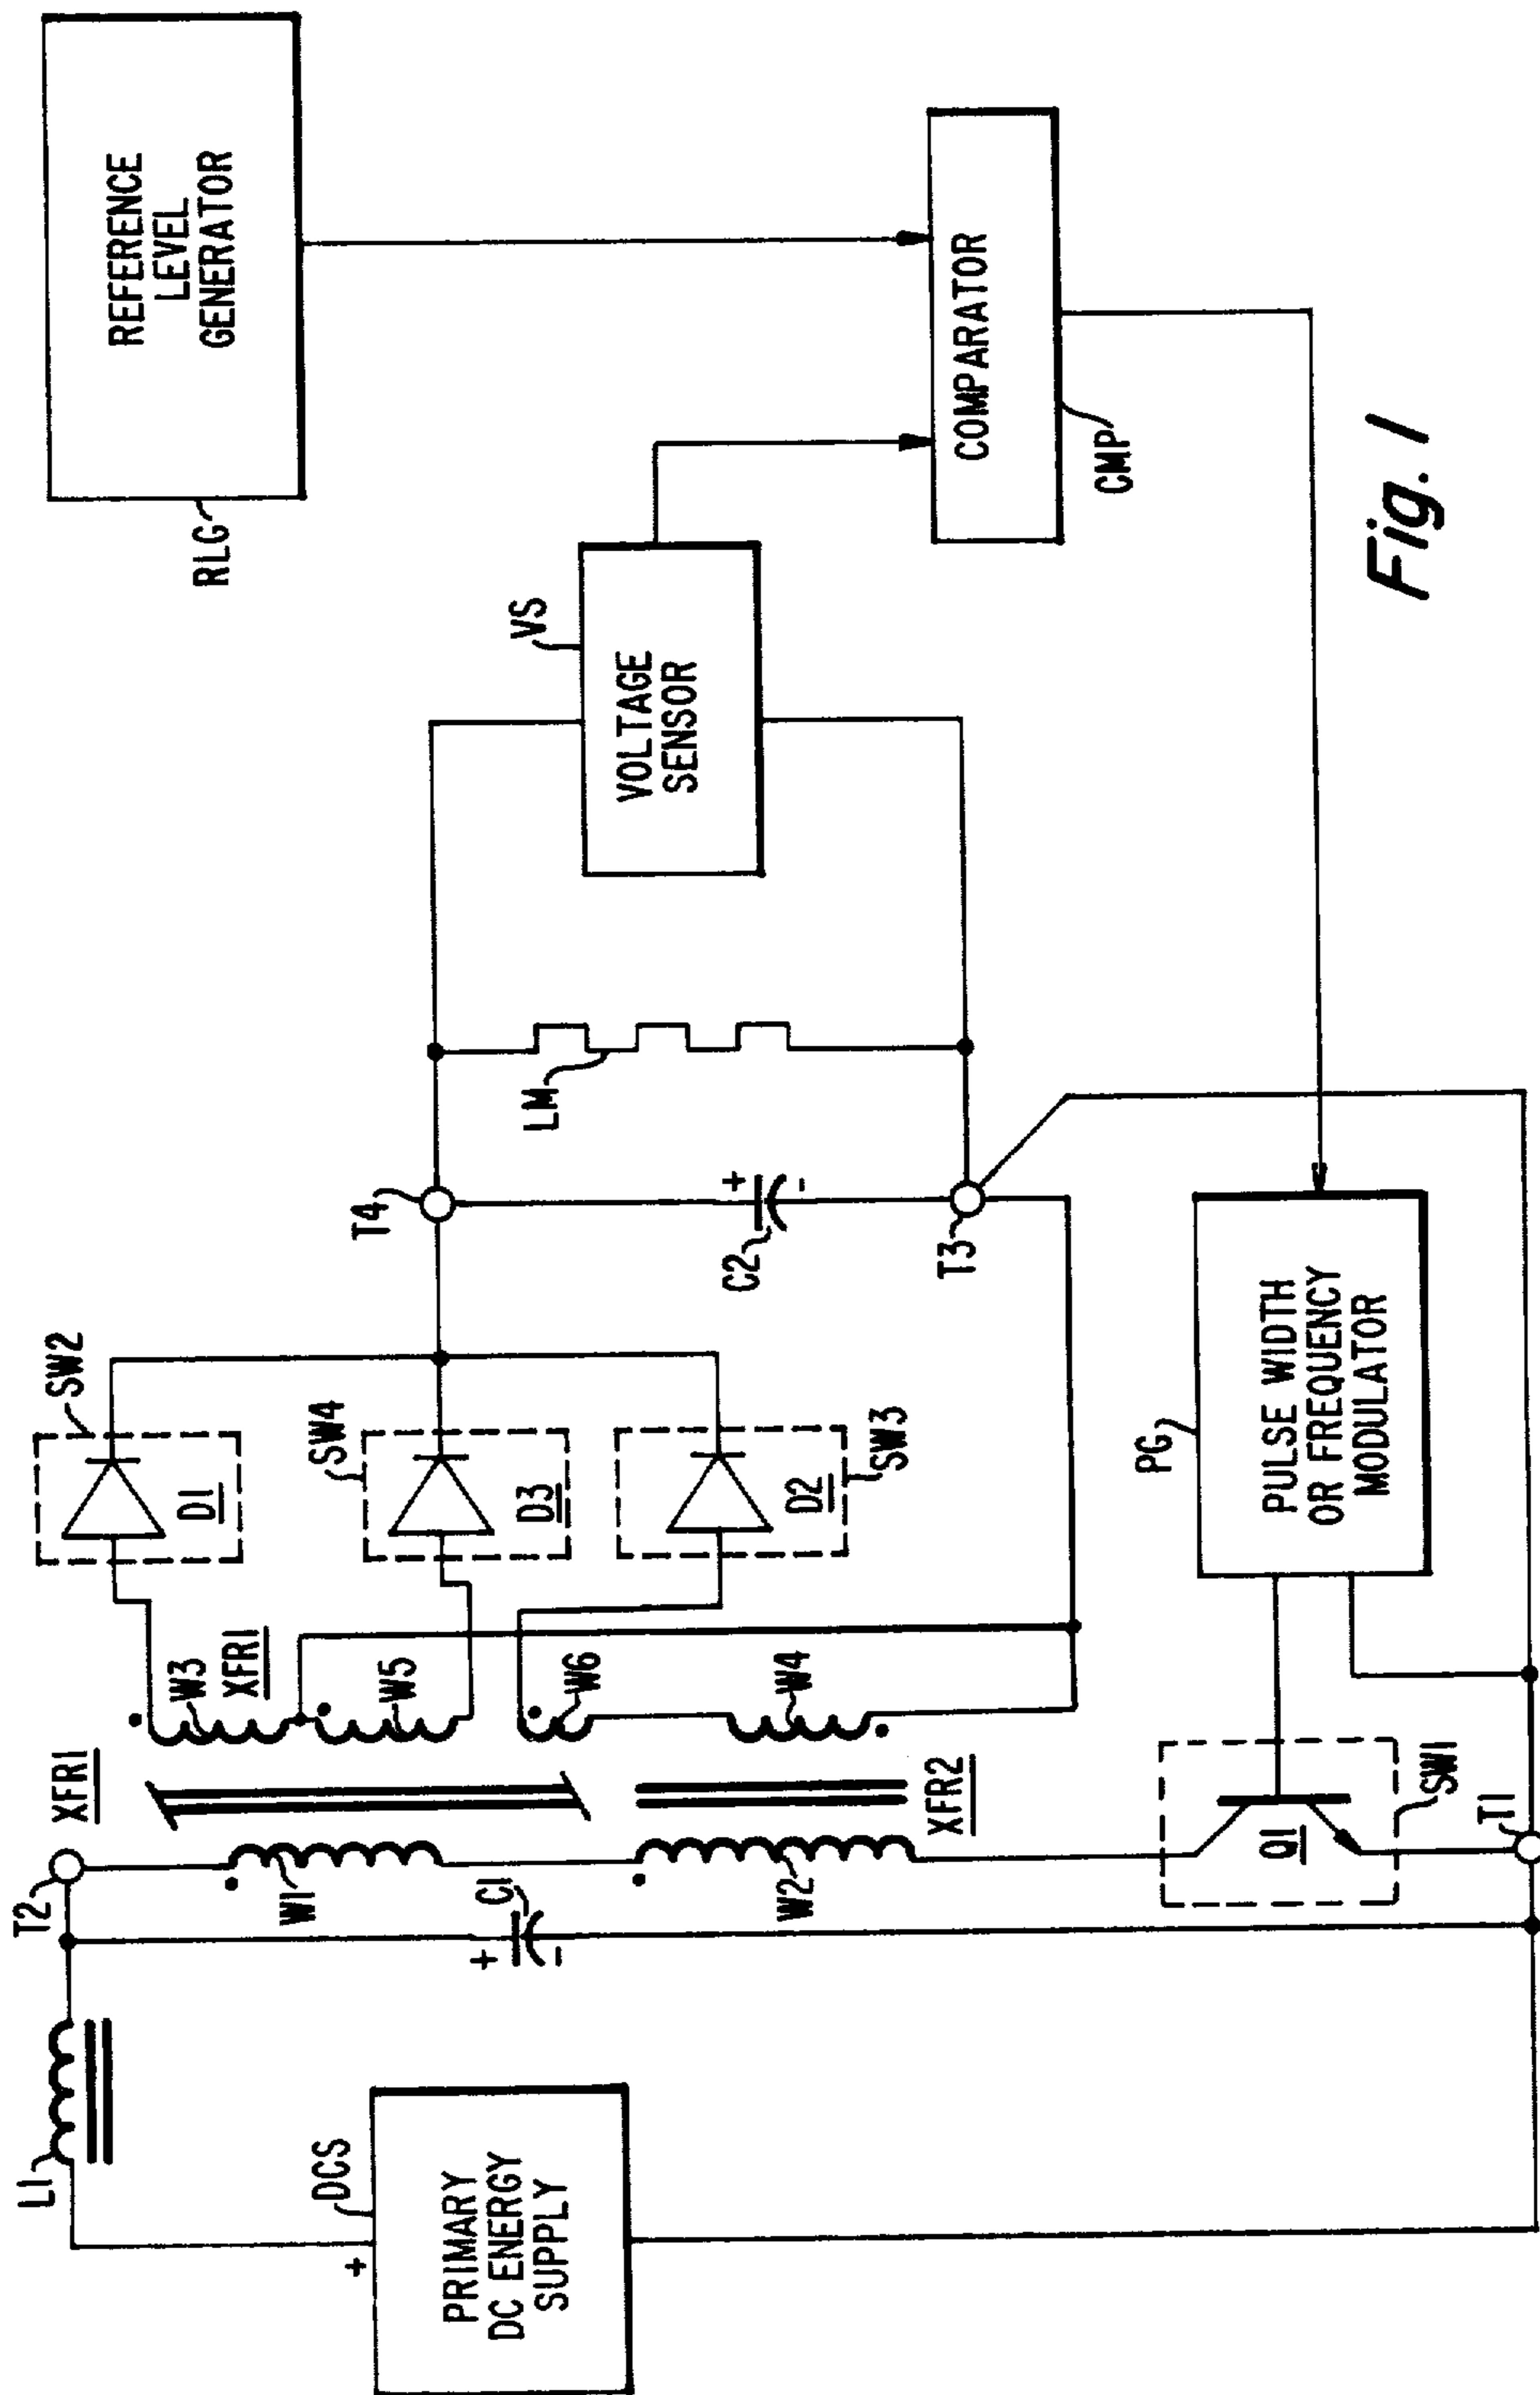 REFERENCE
LEVEL
GENERATOR
RLG
VOLTAGE
SENSOR
VS
COMPARATOR
CMP
LM
T4
C2
+
-
T3
SW2
D1
SW4
D3
D2
SW3
PG
PULSE WIDTH
OR FREQUENCY
MODULATOR
XFR1
W3
XFR1
W5
W6
W4
XFR2
T2
W1
C1
+
-
W2
Q1
SW1
T1
L1
DCS
+
PRIMARY
DC ENERGY
SUPPLY
Fig. 1